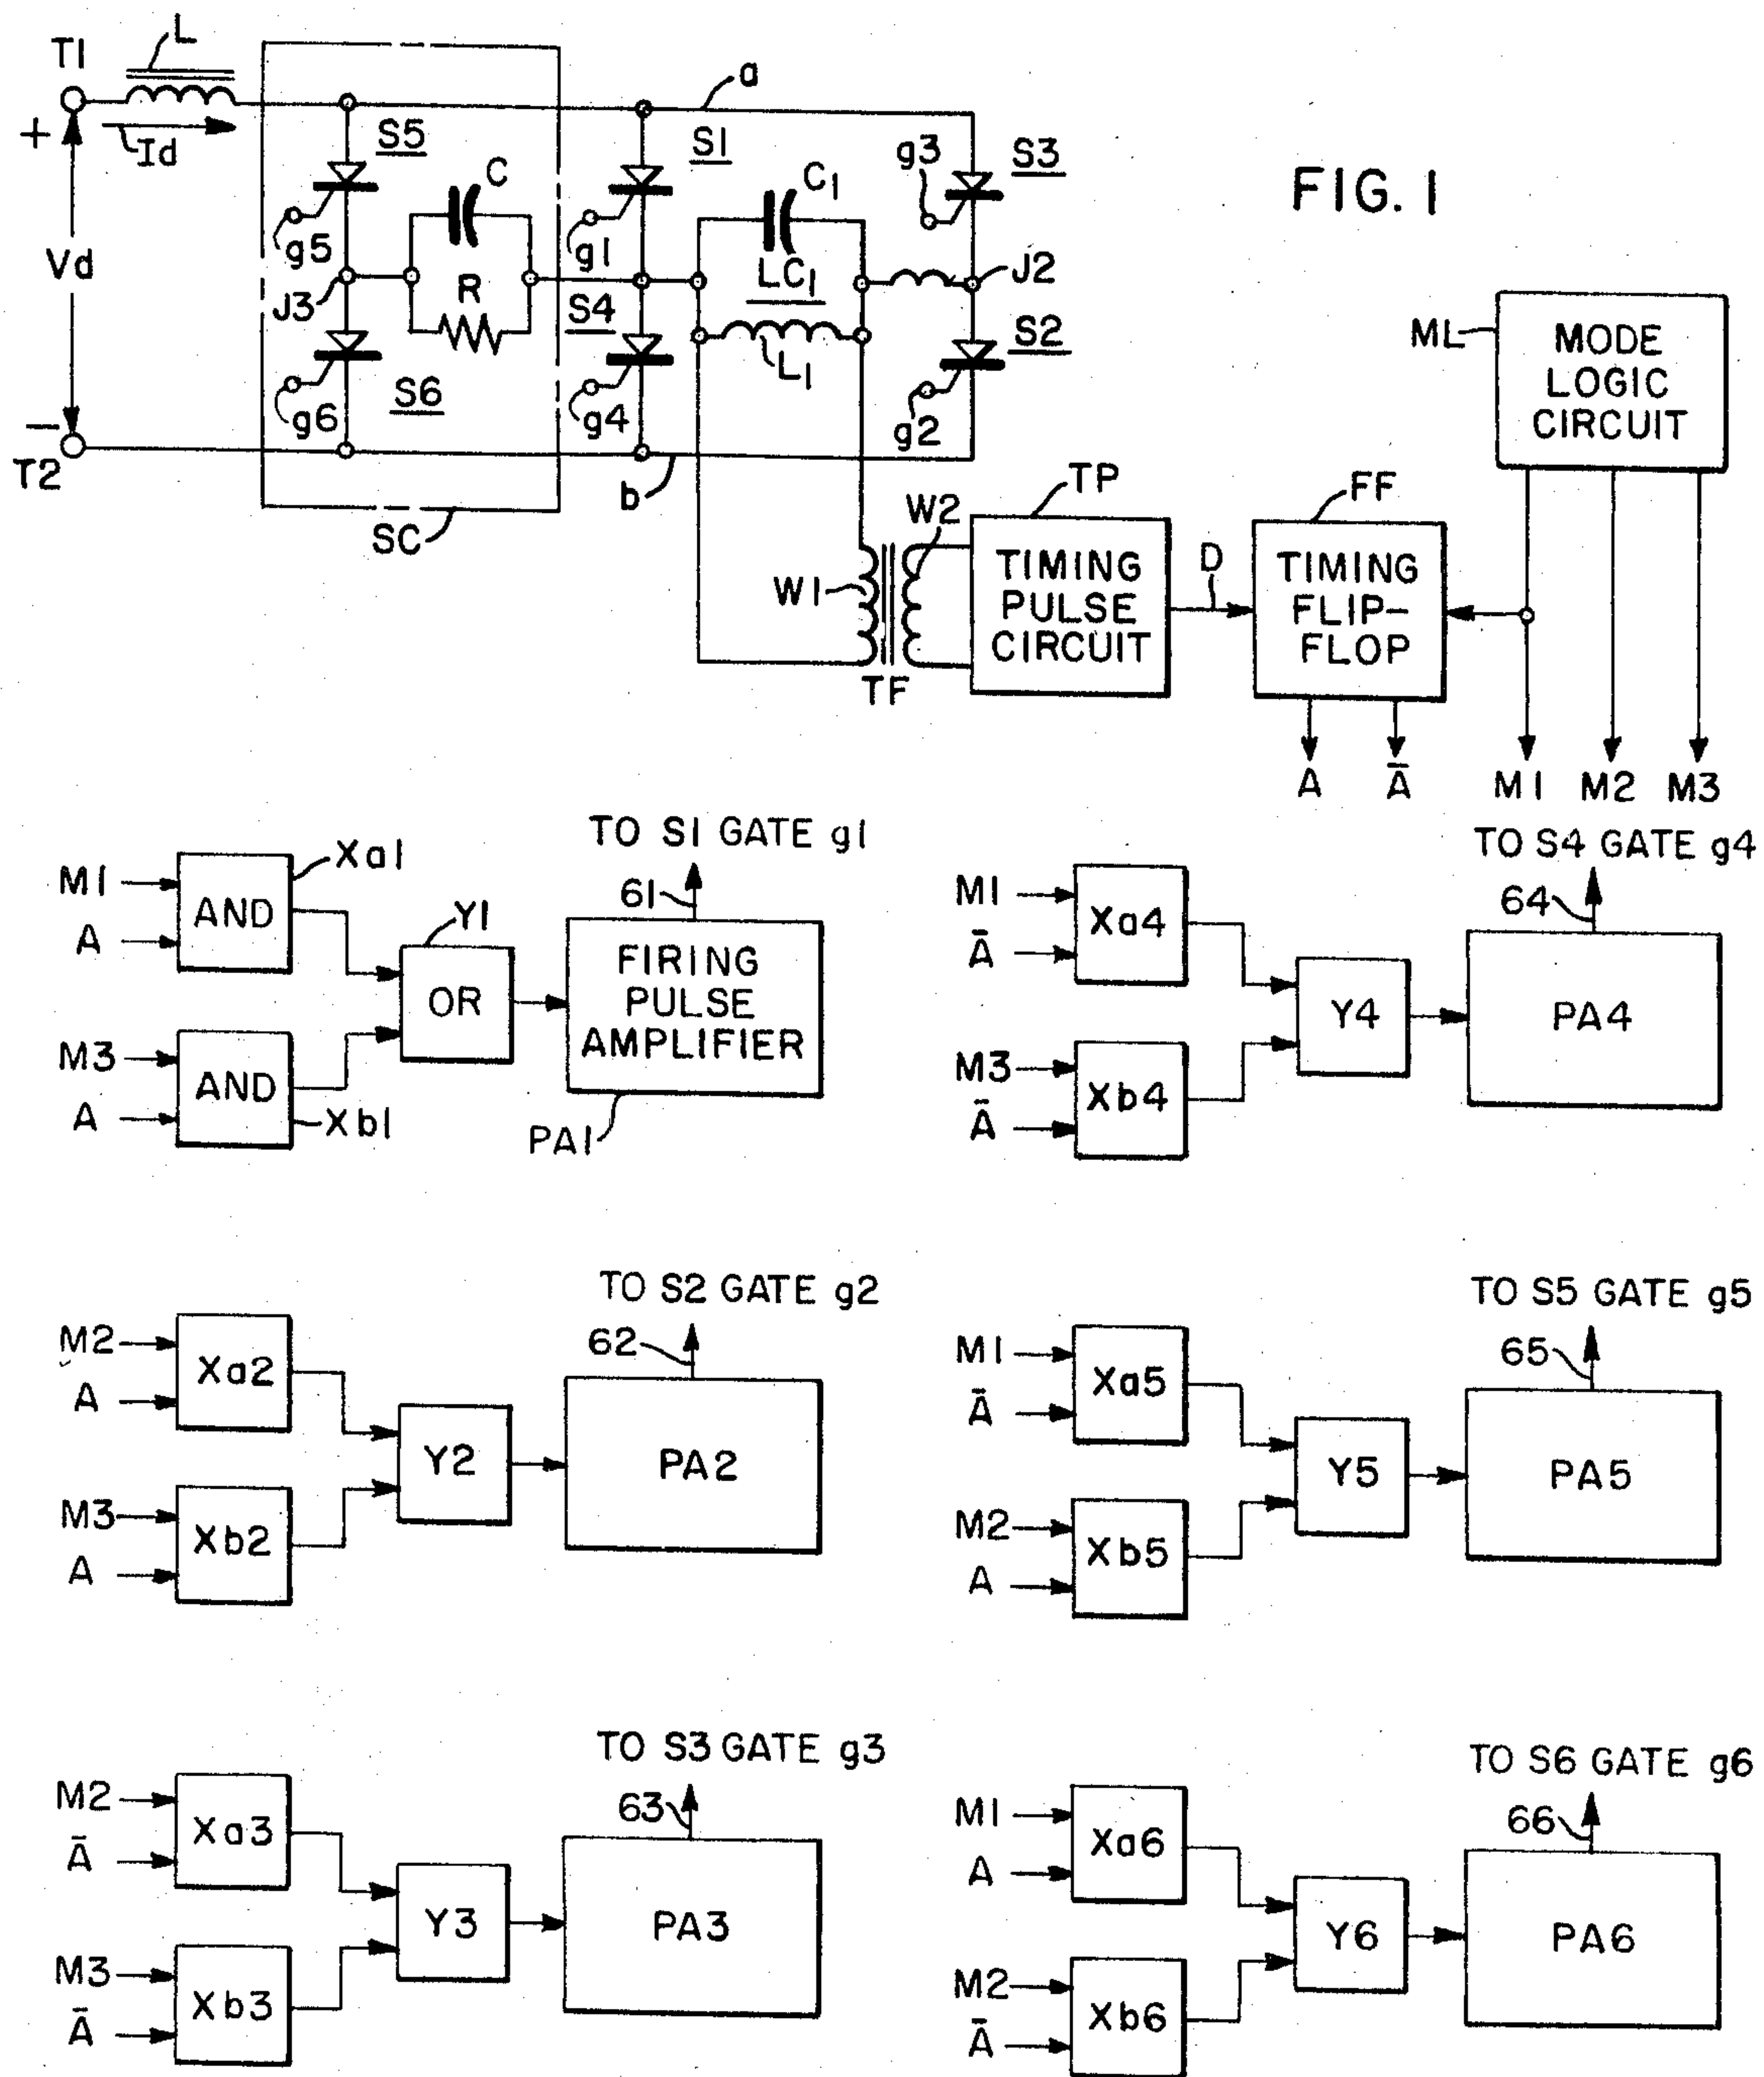 FIG. 1
T1
L
+
Id
Vd
−
T2
SC
S5
g5
J3
C
R
S6
g6
a
S1
g1
S4
g4
b
C1
LC1
L1
g3
S3
J2
S2
g2
W1
W2
TF
TP
TIMING
PULSE
CIRCUIT
D
FF
TIMING
FLIP-
FLOP
A
Ā
ML
MODE
LOGIC
CIRCUIT
M1 M2 M3
M1
A
AND
Xa1
M3
A
AND
Xb1
Y1
OR
TO S1 GATE g1
61
FIRING
PULSE
AMPLIFIER
PA1
M1
Ā
Xa4
M3
Ā
Xb4
Y4
TO S4 GATE g4
64
PA4
M2
A
Xa2
M3
A
Xb2
Y2
TO S2 GATE g2
62
PA2
M1
Ā
Xa5
M2
A
Xb5
Y5
TO S5 GATE g5
65
PA5
M2
Ā
Xa3
M3
Ā
Xb3
Y3
TO S3 GATE g3
63
PA3
M1
A
Xa6
M2
Ā
Xb6
Y6
TO S6 GATE g6
66
PA6